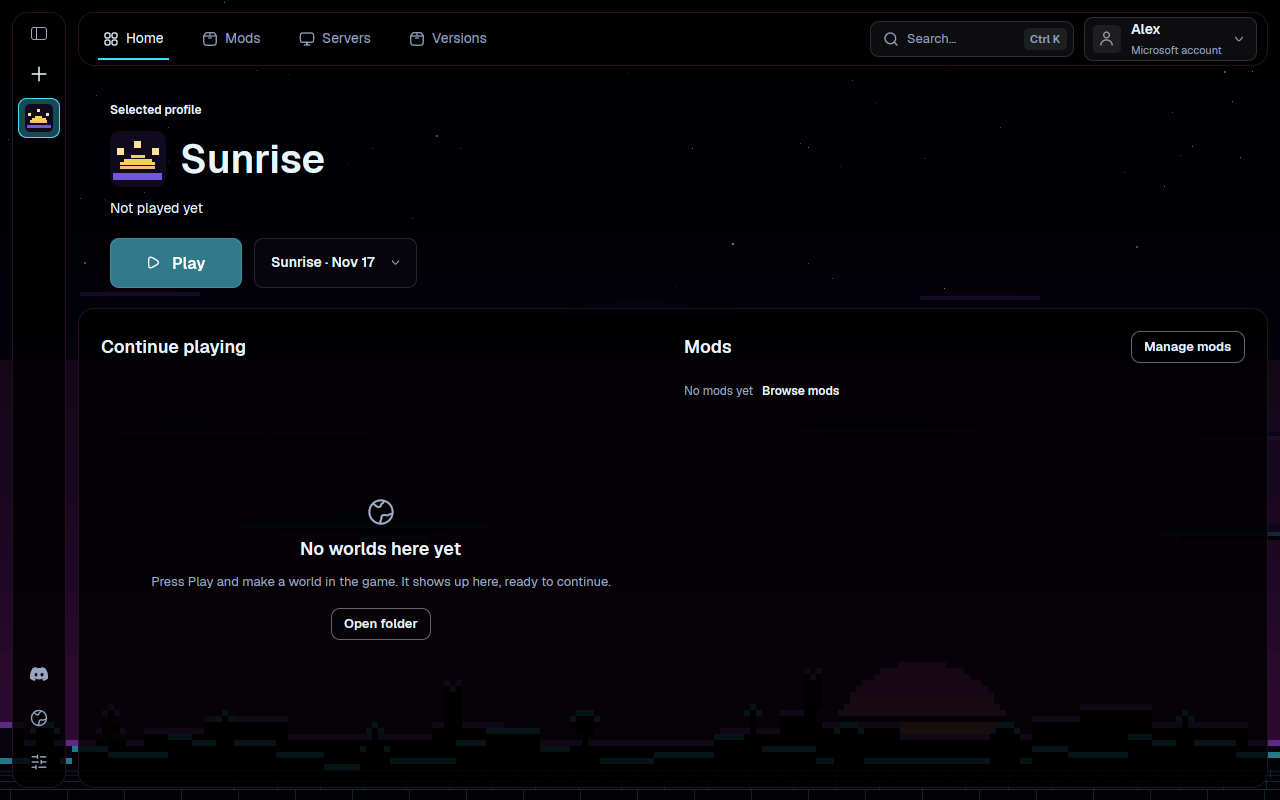 Home
Mods
Servers
Versions
Search...
Ctrl K
Alex
Microsoft account
Selected profile
Sunrise
Not played yet
Play
Sunrise · Nov 17
Continue playing
Mods
Manage mods
No mods yet Browse mods
No worlds here yet
Press Play and make a world in the game. It shows up here, ready to continue.
Open folder